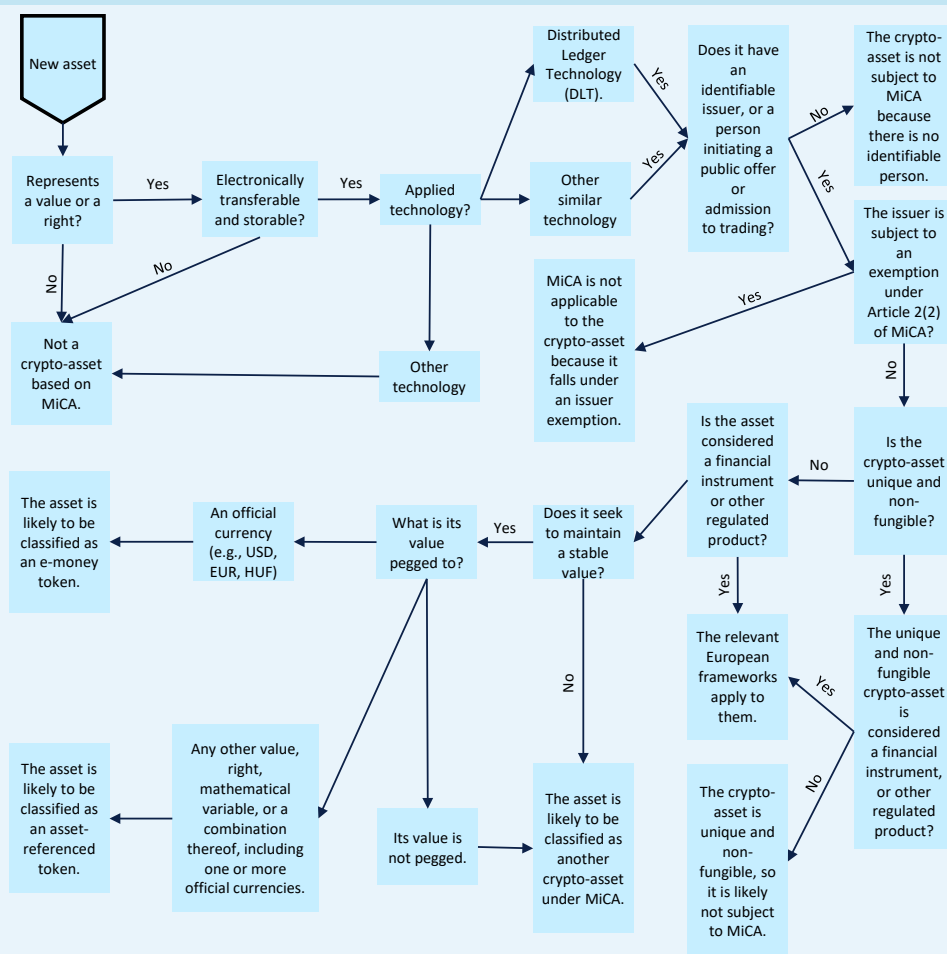 New asset
Represents
a value or a
right?
Yes
Electronically
transferable
and storable?
Yes
Applied
technology?
Distributed
Ledger
Technology
(DLT).
Yes
Other
similar
technology
Yes
Does it have
an
identifiable
issuer, or a
person
initiating a
public offer
or
admission
to trading?
No
The crypto-
asset is not
subject to
MiCA
because
there is no
identifiable
person.
Yes
The issuer is
subject to
an
exemption
under
Article 2(2)
of MiCA?
No
No
Not a
crypto-asset
based on
MiCA.
Other
technology
Yes
MiCA is not
applicable
to the
crypto-asset
because it
falls under
an issuer
exemption.
No
Is the
crypto-asset
unique and
non-
fungible?
No
Is the asset
considered
a financial
instrument
or other
regulated
product?
Does it seek
to maintain
a stable
value?
Yes
What is its
value
pegged to?
An official
currency
(e.g., USD,
EUR, HUF)
The asset is
likely to be
classified as
an e-money
token.
Yes
Yes
The relevant
European
frameworks
apply to
them.
The unique
and non-
fungible
crypto-asset
is
considered
a financial
instrument,
or other
regulated
product?
Yes
No
No
The asset is
likely to be
classified as
an asset-
referenced
token.
Any other value,
right,
mathematical
variable, or a
combination
thereof, including
one or more
official currencies.
Its value is
not pegged.
The asset is
likely to be
classified as
another
crypto-asset
under MiCA.
The crypto-
asset is
unique and
non-
fungible, so
it is likely
not subject
to MiCA.